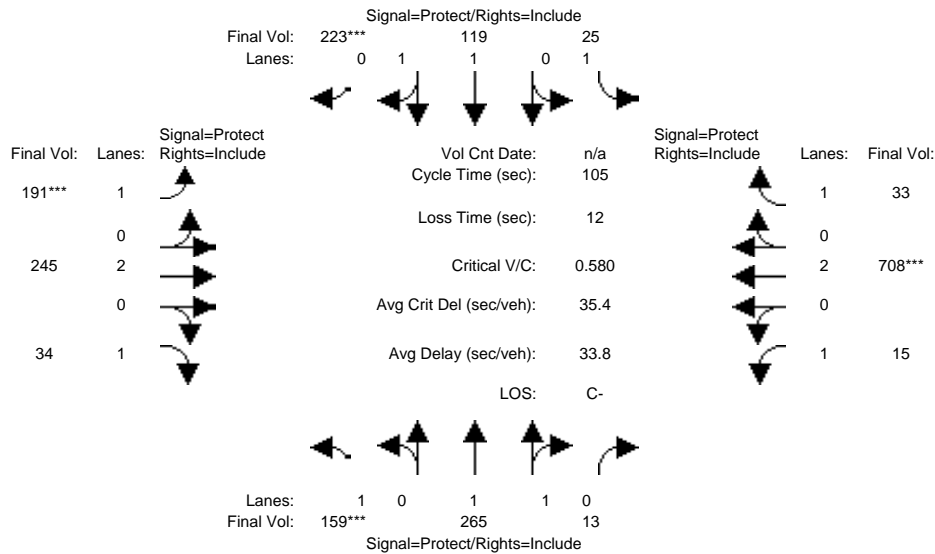 Signal=Protect/Rights=Include
Final Vol: 223*** 119 25
Lanes: 0 1 1 0 1
Signal=Protect
Final Vol: Lanes: Rights=Include
Vol Cnt Date: n/a
Signal=Protect
Rights=Include Lanes: Final Vol:
Cycle Time (sec): 105
191*** 1
1 33
Loss Time (sec): 12
0
0
245 2
Critical V/C: 0.580
2 708***
0
Avg Crit Del (sec/veh): 35.4
0
34 1
Avg Delay (sec/veh): 33.8
1 15
LOS: C-
Lanes: 1 0 1 1 0
Final Vol: 159*** 265 13
Signal=Protect/Rights=Include